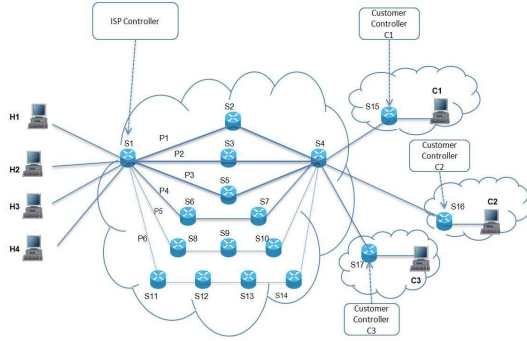 ISP Controller
Customer
Controller
C1
C1
S15
H1
S2
S1
P1
P2
S3
S4
H2
Customer
Controller
C2
P3
S5
H3
P4
S6
S7
S16
C2
P5
H4
P6
S8
S9
S10
S17
C3
S11
S12
S13
S14
Customer
Controller
C3